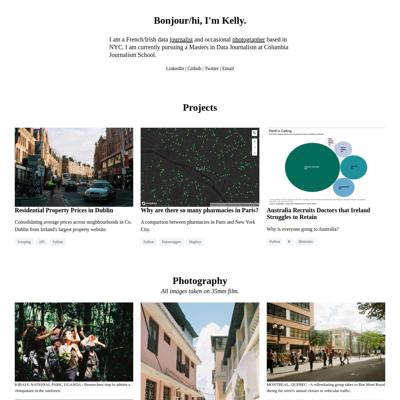 Bonjour/hi, I'm Kelly.
I am a French/Irish data journalist and occasional photographer based in
NYC. I am currently pursuing a Masters in Data Journalism at Columbia
Journalism School.
LinkedIn | Github | Twitter | Email
Projects
Residential Property Prices in Dublin
Consolidating average prices across neighbourhoods in Co.
Dublin from Ireland's largest property website.
Scraping API Python
Why are there so many pharmacies in Paris?
A comparison between pharmacies in Paris and New York
City.
Python Datawrapper Mapbox
Australia Recruits Doctors that Ireland
Struggles to Retain
Why is everyone going to Australia?
Python R Illustrator
Photography
All images taken on 35mm film.
KIBALE NATIONAL PARK, UGANDA - Researchers stop to admire a
chimpanzee in the rainforest.
MONTREAL, QUEBEC - A rollerskating group takes to Rue Mont Royal
during the street's annual closure to vehicular traffic.